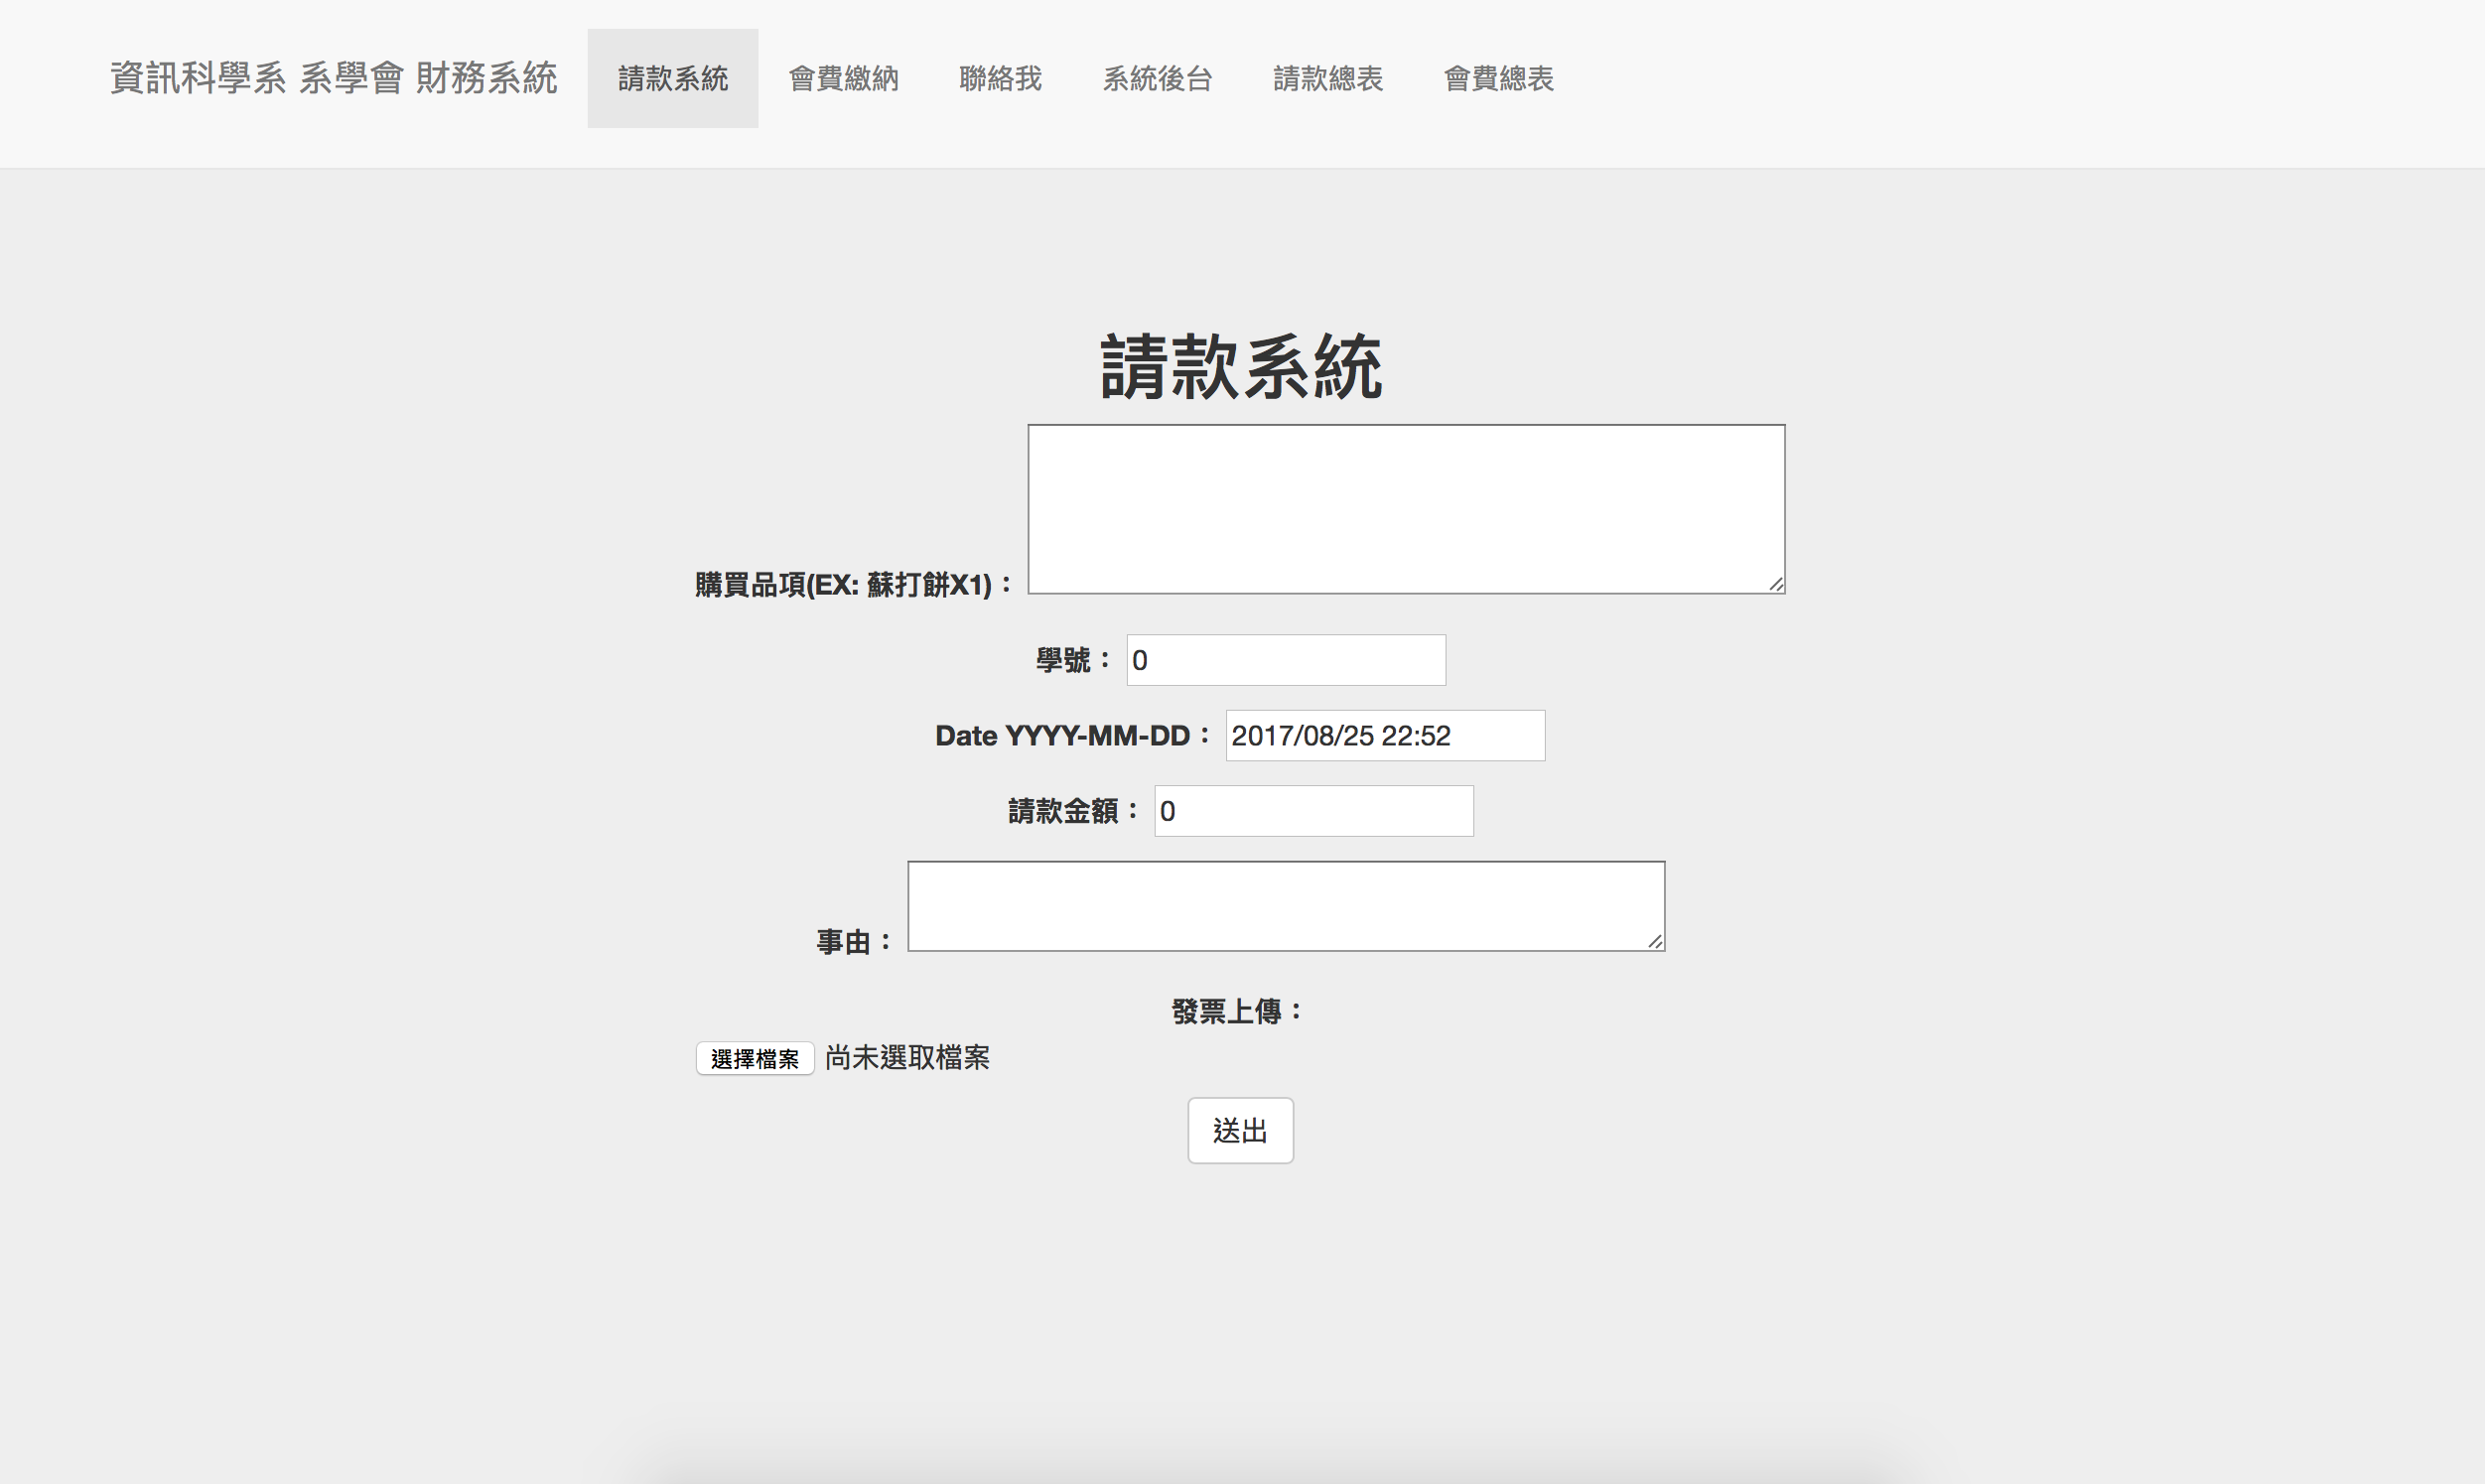 資訊科學系 系學會 財務系統 請款系統 會費繳納 聯絡我 系統後台 請款總表 會費總表
請款系統
購買品項(EX: 蘇打餅X1)：
學號： 0
Date YYYY-MM-DD： 2017/08/25 22:52
請款金額： 0
事由：
發票上傳：
選擇檔案 尚未選取檔案
送出